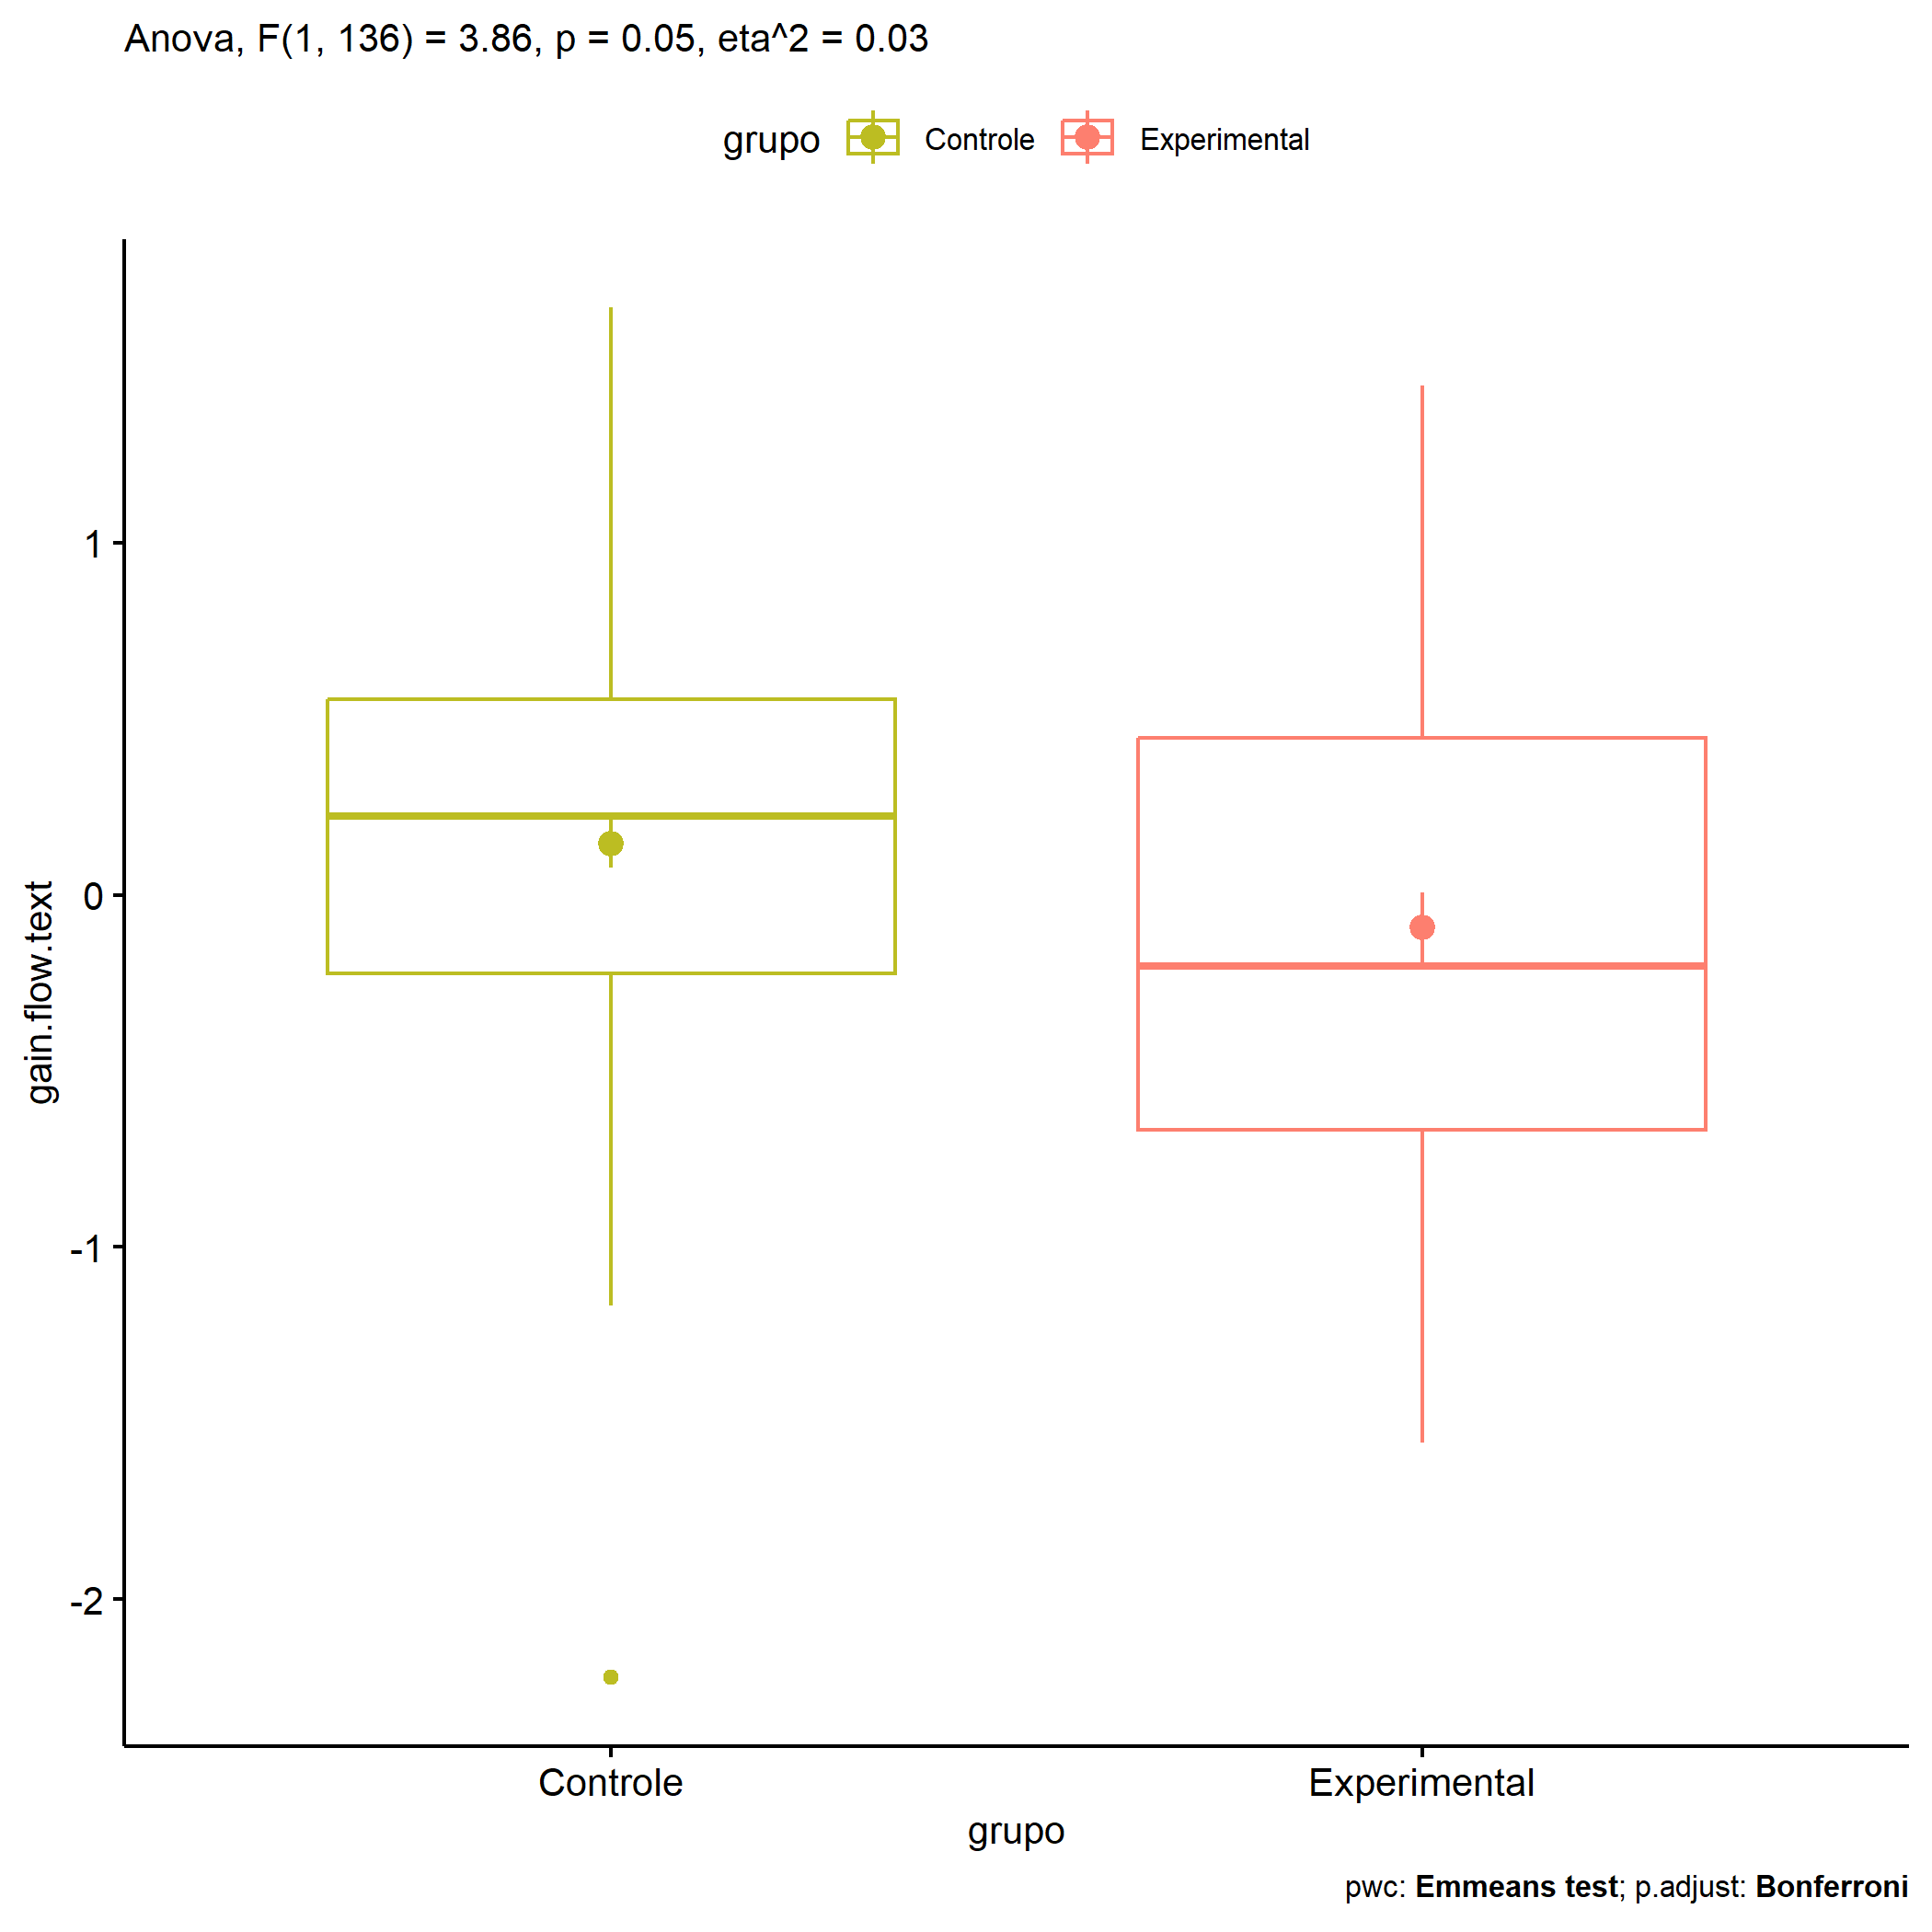 Anova, F(1, 136) = 3.86, p = 0.05, eta^2 = 0.03
grupo Controle Experimental
gain.flow.text
1
0
-1
-2
Controle Experimental
grupo
pwc: Emmeans test; p.adjust: Bonferroni